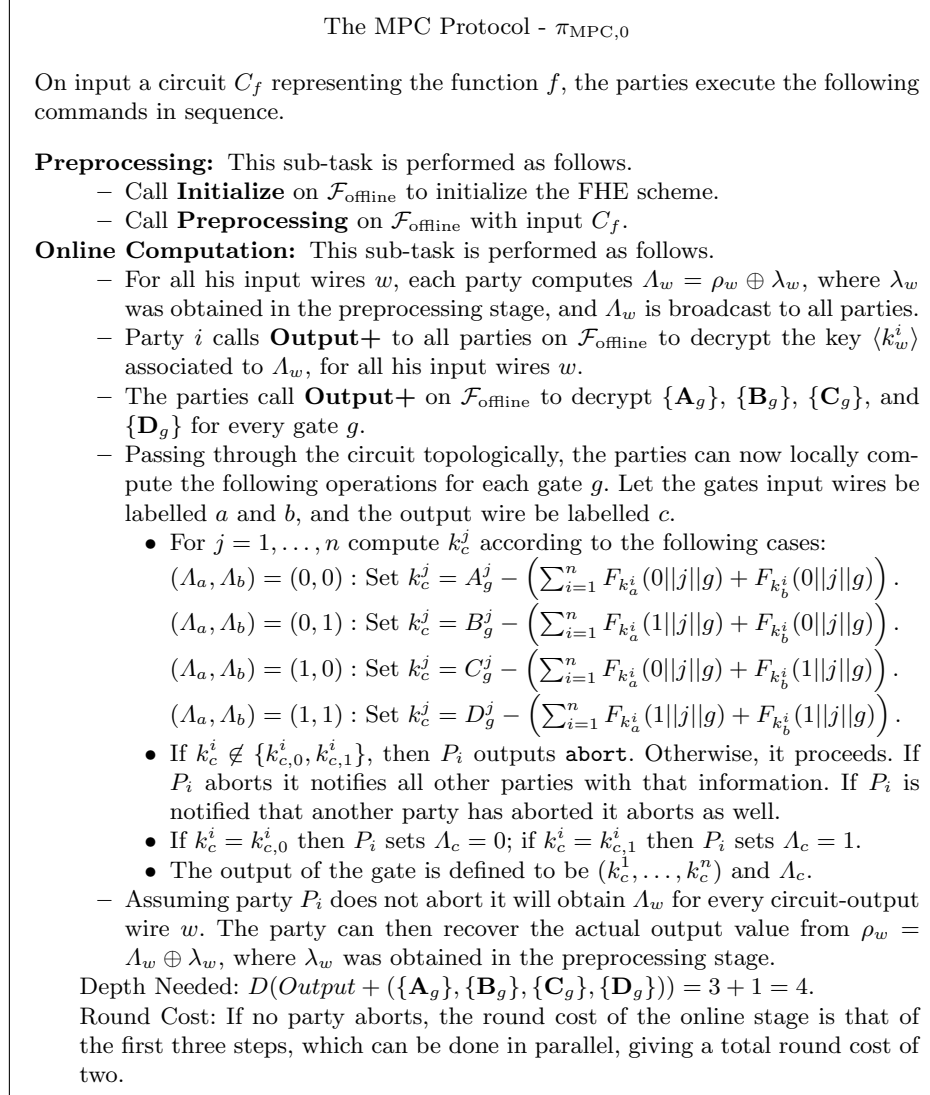 The MPC Protocol - π_MPC,0
On input a circuit C_f representing the function f, the parties execute the following
commands in sequence.
Preprocessing: This sub-task is performed as follows.
– Call Initialize on F_offline to initialize the FHE scheme.
– Call Preprocessing on F_offline with input C_f.
Online Computation: This sub-task is performed as follows.
– For all his input wires w, each party computes Λ_w = ρ_w ⊕ λ_w, where λ_w
was obtained in the preprocessing stage, and Λ_w is broadcast to all parties.
– Party i calls Output+ to all parties on F_offline to decrypt the key ⟨k_w^i⟩
associated to Λ_w, for all his input wires w.
– The parties call Output+ on F_offline to decrypt {A_g}, {B_g}, {C_g}, and
{D_g} for every gate g.
– Passing through the circuit topologically, the parties can now locally com-
pute the following operations for each gate g. Let the gates input wires be
labelled a and b, and the output wire be labelled c.
• For j = 1, . . . , n compute k_c^j according to the following cases:
(Λ_a, Λ_b) = (0, 0) : Set k_c^j = A_g^j − (∑_{i=1}^n F_{k_a^i}(0||j||g) + F_{k_b^i}(0||j||g)) .
(Λ_a, Λ_b) = (0, 1) : Set k_c^j = B_g^j − (∑_{i=1}^n F_{k_a^i}(1||j||g) + F_{k_b^i}(0||j||g)) .
(Λ_a, Λ_b) = (1, 0) : Set k_c^j = C_g^j − (∑_{i=1}^n F_{k_a^i}(0||j||g) + F_{k_b^i}(1||j||g)) .
(Λ_a, Λ_b) = (1, 1) : Set k_c^j = D_g^j − (∑_{i=1}^n F_{k_a^i}(1||j||g) + F_{k_b^i}(1||j||g)) .
• If k_c^i ∉ {k_{c,0}^i, k_{c,1}^i}, then P_i outputs abort. Otherwise, it proceeds. If
P_i aborts it notifies all other parties with that information. If P_i is
notified that another party has aborted it aborts as well.
• If k_c^i = k_{c,0}^i then P_i sets Λ_c = 0; if k_c^i = k_{c,1}^i then P_i sets Λ_c = 1.
• The output of the gate is defined to be (k_c^1, . . . , k_c^n) and Λ_c.
– Assuming party P_i does not abort it will obtain Λ_w for every circuit-output
wire w. The party can then recover the actual output value from ρ_w =
Λ_w ⊕ λ_w, where λ_w was obtained in the preprocessing stage.
Depth Needed: D(Output + ({A_g}, {B_g}, {C_g}, {D_g})) = 3 + 1 = 4.
Round Cost: If no party aborts, the round cost of the online stage is that of
the first three steps, which can be done in parallel, giving a total round cost of
two.